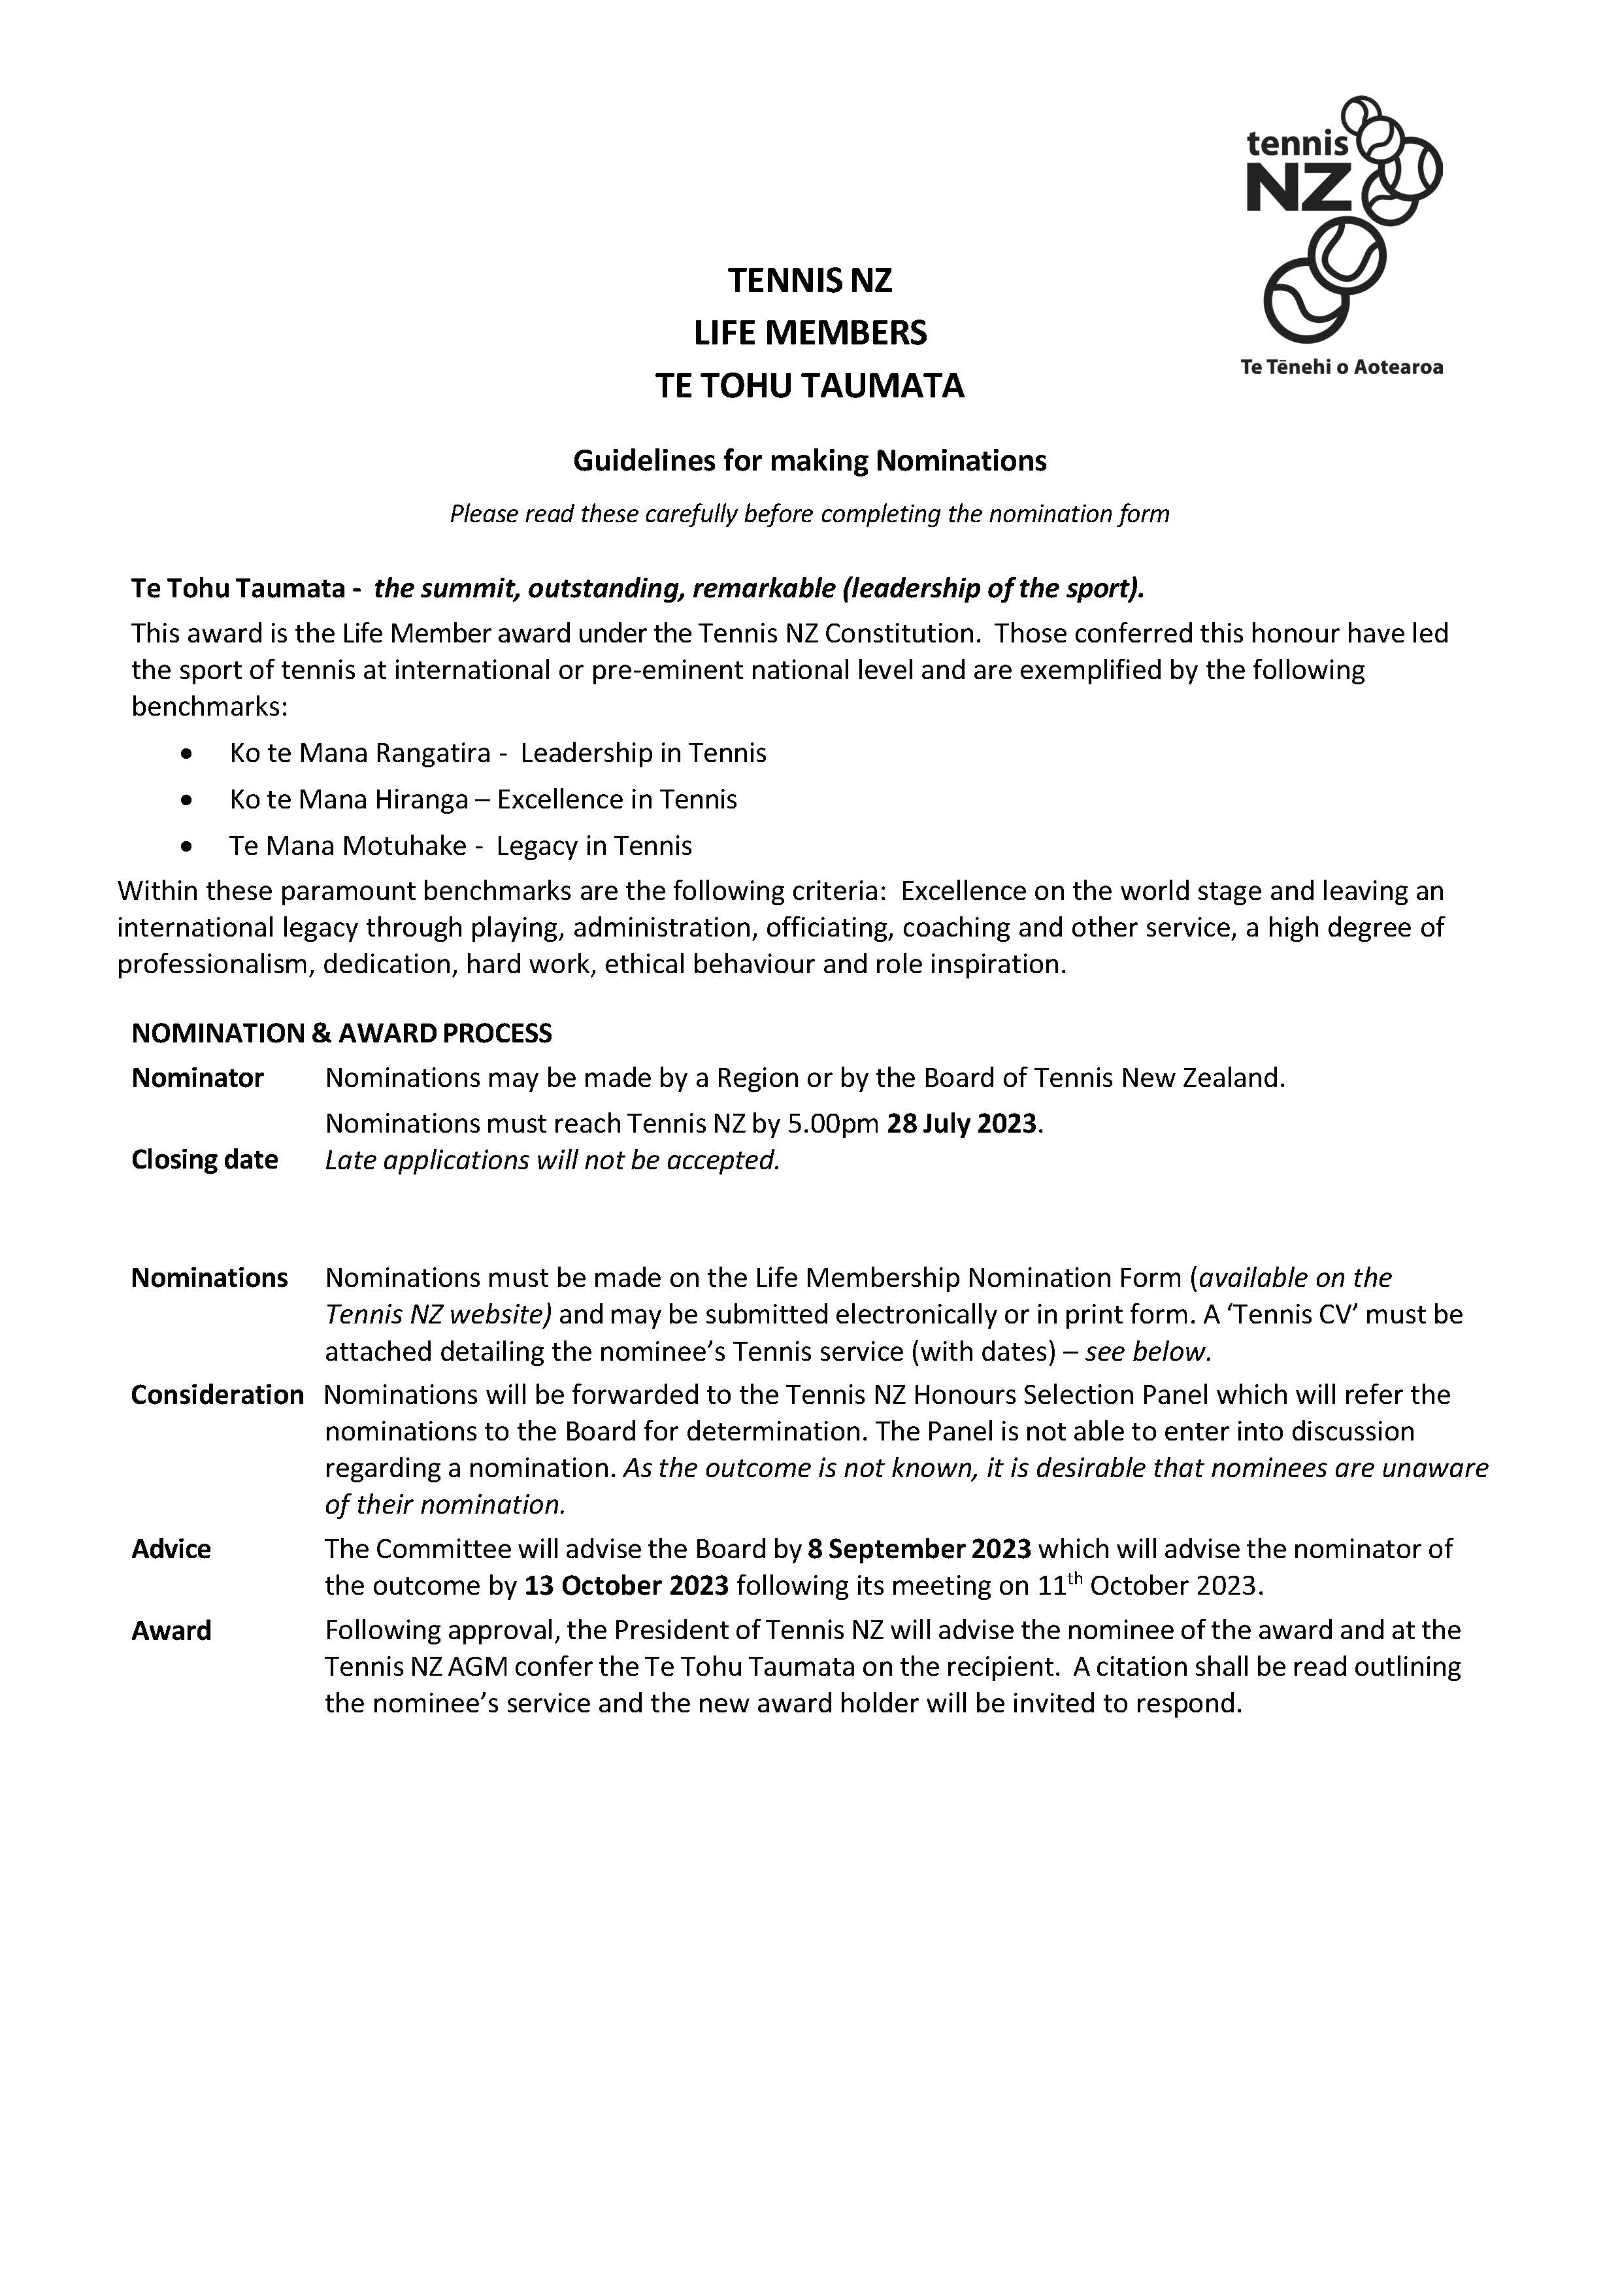 tennis
NZ
Te Tēnehi o Aotearoa
TENNIS NZ
LIFE MEMBERS
TE TOHU TAUMATA
Guidelines for making Nominations
Please read these carefully before completing the nomination form
Te Tohu Taumata - the summit, outstanding, remarkable (leadership of the sport).
This award is the Life Member award under the Tennis NZ Constitution. Those conferred this honour have led
the sport of tennis at international or pre-eminent national level and are exemplified by the following
benchmarks:
• Ko te Mana Rangatira - Leadership in Tennis
• Ko te Mana Hiranga – Excellence in Tennis
• Te Mana Motuhake - Legacy in Tennis
Within these paramount benchmarks are the following criteria: Excellence on the world stage and leaving an
international legacy through playing, administration, officiating, coaching and other service, a high degree of
professionalism, dedication, hard work, ethical behaviour and role inspiration.
NOMINATION & AWARD PROCESS
Nominator Nominations may be made by a Region or by the Board of Tennis New Zealand.
Nominations must reach Tennis NZ by 5.00pm 28 July 2023.
Closing date Late applications will not be accepted.
Nominations Nominations must be made on the Life Membership Nomination Form (available on the
Tennis NZ website) and may be submitted electronically or in print form. A ‘Tennis CV’ must be
attached detailing the nominee’s Tennis service (with dates) – see below.
Consideration Nominations will be forwarded to the Tennis NZ Honours Selection Panel which will refer the
nominations to the Board for determination. The Panel is not able to enter into discussion
regarding a nomination. As the outcome is not known, it is desirable that nominees are unaware
of their nomination.
Advice The Committee will advise the Board by 8 September 2023 which will advise the nominator of
the outcome by 13 October 2023 following its meeting on 11th October 2023.
Award Following approval, the President of Tennis NZ will advise the nominee of the award and at the
Tennis NZ AGM confer the Te Tohu Taumata on the recipient. A citation shall be read outlining
the nominee’s service and the new award holder will be invited to respond.